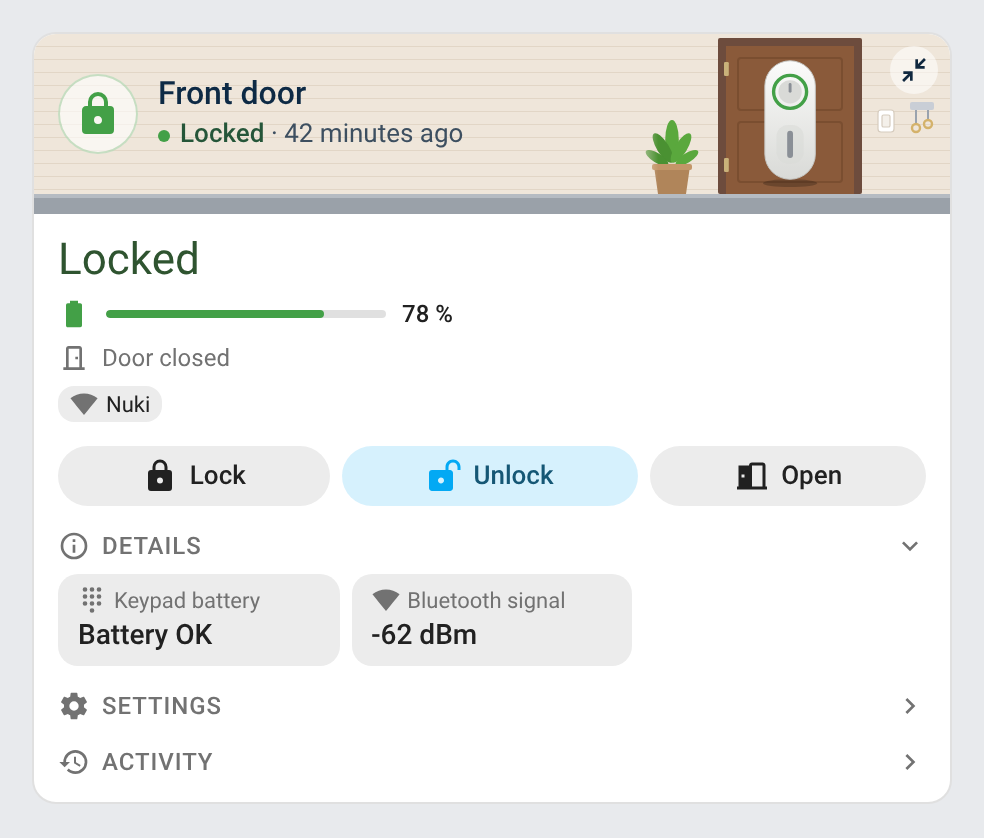 Front door
Locked · 42 minutes ago
Locked
78 %
Door closed
Nuki
Lock
Unlock
Open
DETAILS
Keypad battery
Battery OK
Bluetooth signal
-62 dBm
SETTINGS
ACTIVITY